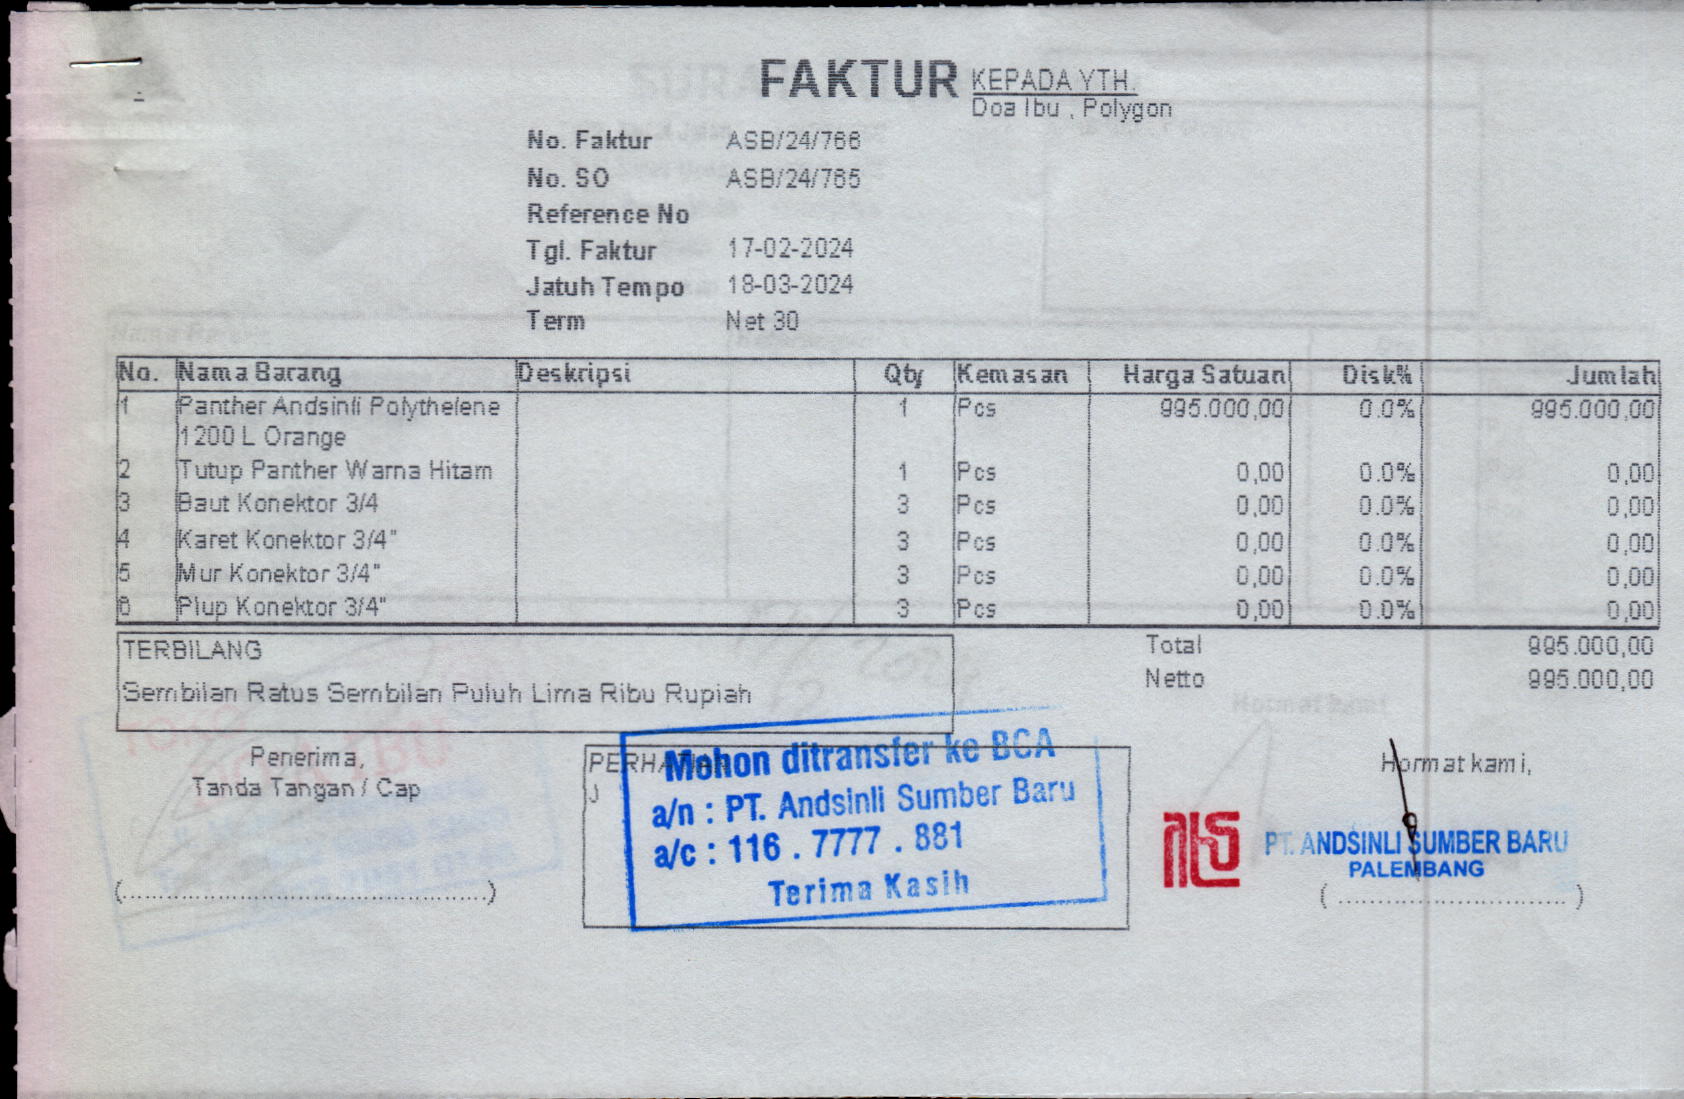 FAKTUR
KEPADA YTH.
Doa Ibu , Polygon
No. Faktur ASB/24/766
No. SO ASB/24/765
Reference No
Tgl. Faktur 17-02-2024
Jatuh Tempo 18-03-2024
Term Net 30
No. Nama Barang Deskripsi Qty Kemasan Harga Satuan Disk% Jumlah
1 Panther Andsinli Polythelene 1 Pcs 995.000,00 0.0% 995.000,00
1200 L Orange
2 Tutup Panther Warna Hitam 1 Pcs 0,00 0.0% 0,00
3 Baut Konektor 3/4 3 Pcs 0,00 0.0% 0,00
4 Karet Konektor 3/4" 3 Pcs 0,00 0.0% 0,00
5 Mur Konektor 3/4" 3 Pcs 0,00 0.0% 0,00
6 Plup Konektor 3/4" 3 Pcs 0,00 0.0% 0,00
TERBILANG
Sembilan Ratus Sembilan Puluh Lima Ribu Rupiah
Total 995.000,00
Netto 995.000,00
TOKO
DOA IBU
Penerima,
Tanda Tangan / Cap
(................................................)
PERHATIAN
Mohon ditransfer ke BCA
a/n : PT. Andsinli Sumber Baru
a/c : 116 . 7777 . 881
Terima Kasih
Hormat kami,
PT. ANDSINLI SUMBER BARU
PALEMBANG
( ............................. )